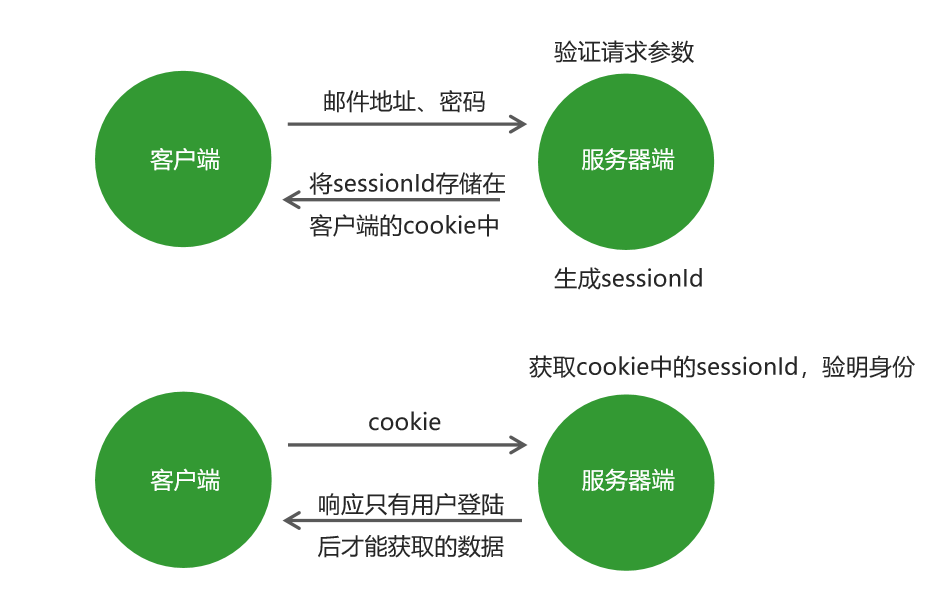 验证请求参数
邮件地址、密码
客户端
服务器端
将sessionId存储在
客户端的cookie中
生成sessionId
获取cookie中的sessionId，验明身份
cookie
客户端
服务器端
响应只有用户登陆
后才能获取的数据